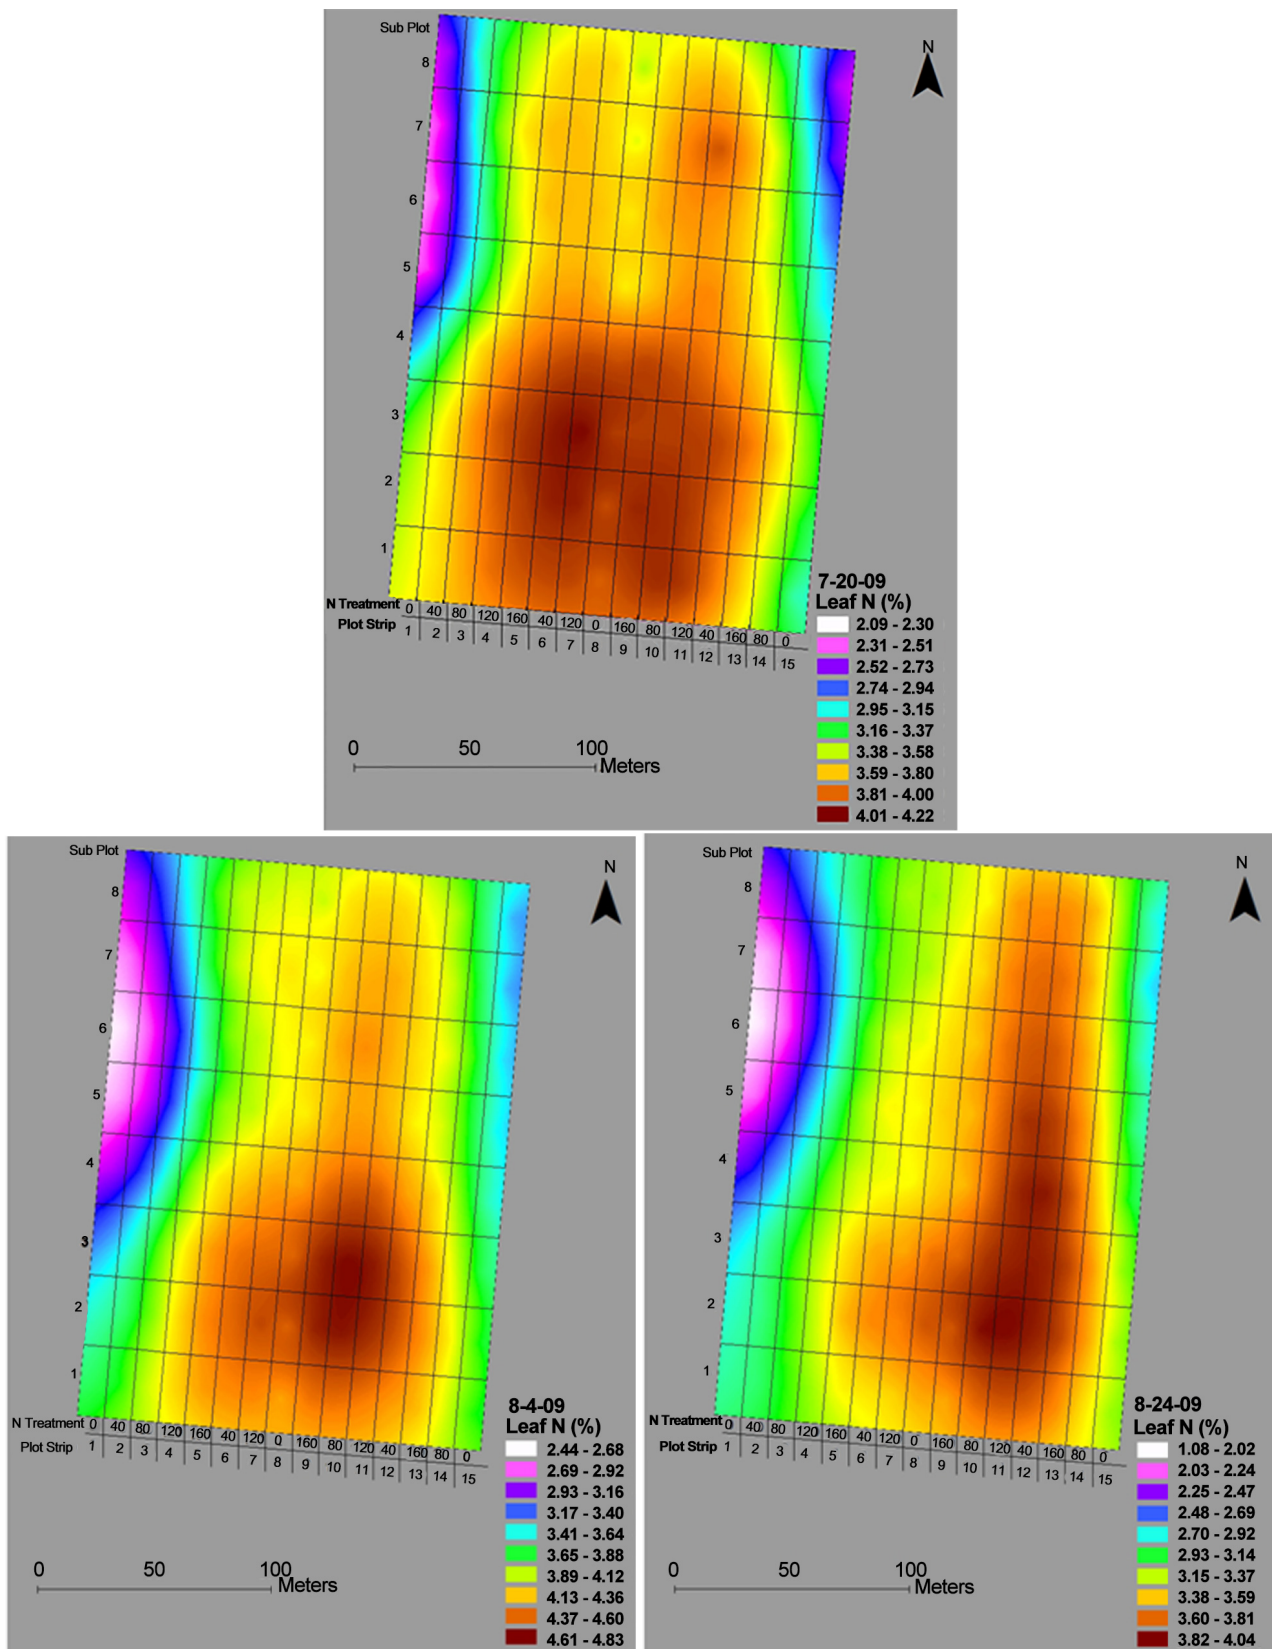 Sub Plot
N
8
7
6
5
4
3
2
1
N Treatment 0 40 80 120 160 40 120 0 160 80 120 40 160 80 0
Plot Strip 1 2 3 4 5 6 7 8 9 10 11 12 13 14 15
7-20-09
Leaf N (%)
2.09 - 2.30
2.31 - 2.51
2.52 - 2.73
2.74 - 2.94
2.95 - 3.15
3.16 - 3.37
3.38 - 3.58
3.59 - 3.80
3.81 - 4.00
4.01 - 4.22
0 50 100
Meters
Sub Plot
N
8
7
6
5
4
3
2
1
N Treatment 0 40 80 120 160 40 120 0 160 80 120 40 160 80 0
Plot Strip 1 2 3 4 5 6 7 8 9 10 11 12 13 14 15
8-4-09
Leaf N (%)
2.44 - 2.68
2.69 - 2.92
2.93 - 3.16
3.17 - 3.40
3.41 - 3.64
3.65 - 3.88
3.89 - 4.12
4.13 - 4.36
4.37 - 4.60
4.61 - 4.83
0 50 100
Meters
Sub Plot
N
8
7
6
5
4
3
2
1
N Treatment 0 40 80 120 160 40 120 0 160 80 120 40 160 80 0
Plot Strip 1 2 3 4 5 6 7 8 9 10 11 12 13 14 15
8-24-09
Leaf N (%)
1.08 - 2.02
2.03 - 2.24
2.25 - 2.47
2.48 - 2.69
2.70 - 2.92
2.93 - 3.14
3.15 - 3.37
3.38 - 3.59
3.60 - 3.81
3.82 - 4.04
0 50 100
Meters